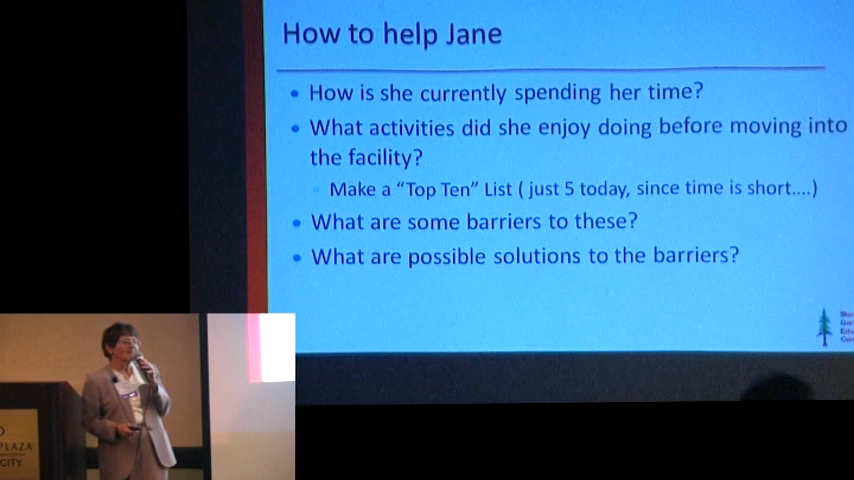 How to help Jane
• How is she currently spending her time?
• What activities did she enjoy doing before moving into
the facility?
Make a “Top Ten” List ( just 5 today, since time is short....)
• What are some barriers to these?
• What are possible solutions to the barriers?
PLAZA
CITY